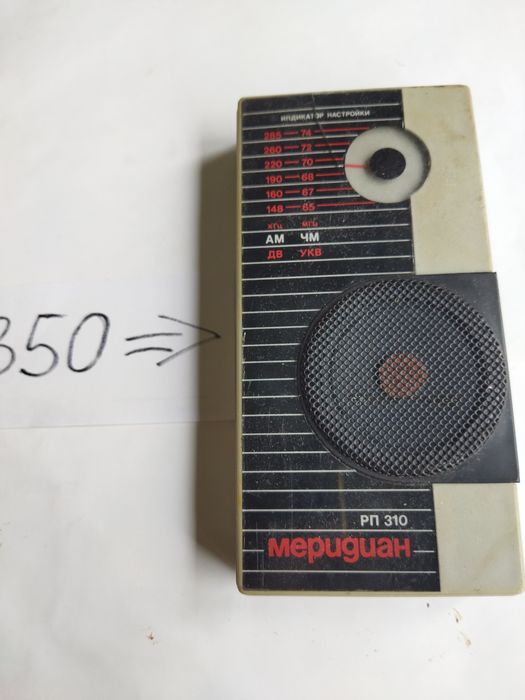 ИНДИКАТОР НАСТРОЙКИ
285 — 74
260 — 72
220 — 70
190 — 68
160 — 67
148 — 65
кГц мГц
АМ ЧМ
ДВ УКВ
350 =>
РП 310
меридиан